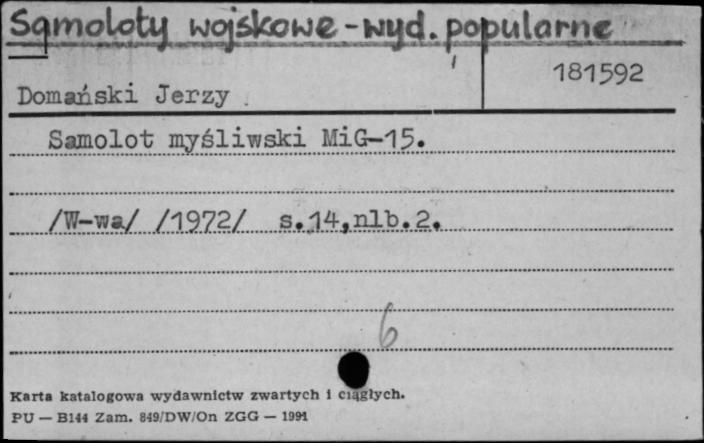 Samoloty wojskowe - wyd. popularne
181592
Domański Jerzy
Samolot myśliwski MiG-15.
/W-wa/ /1972/ s.14,nlb.2.
6
Karta katalogowa wydawnictw zwartych i ciągłych.
PU — B144 Zam. 849/DW/On ZGG — 1991